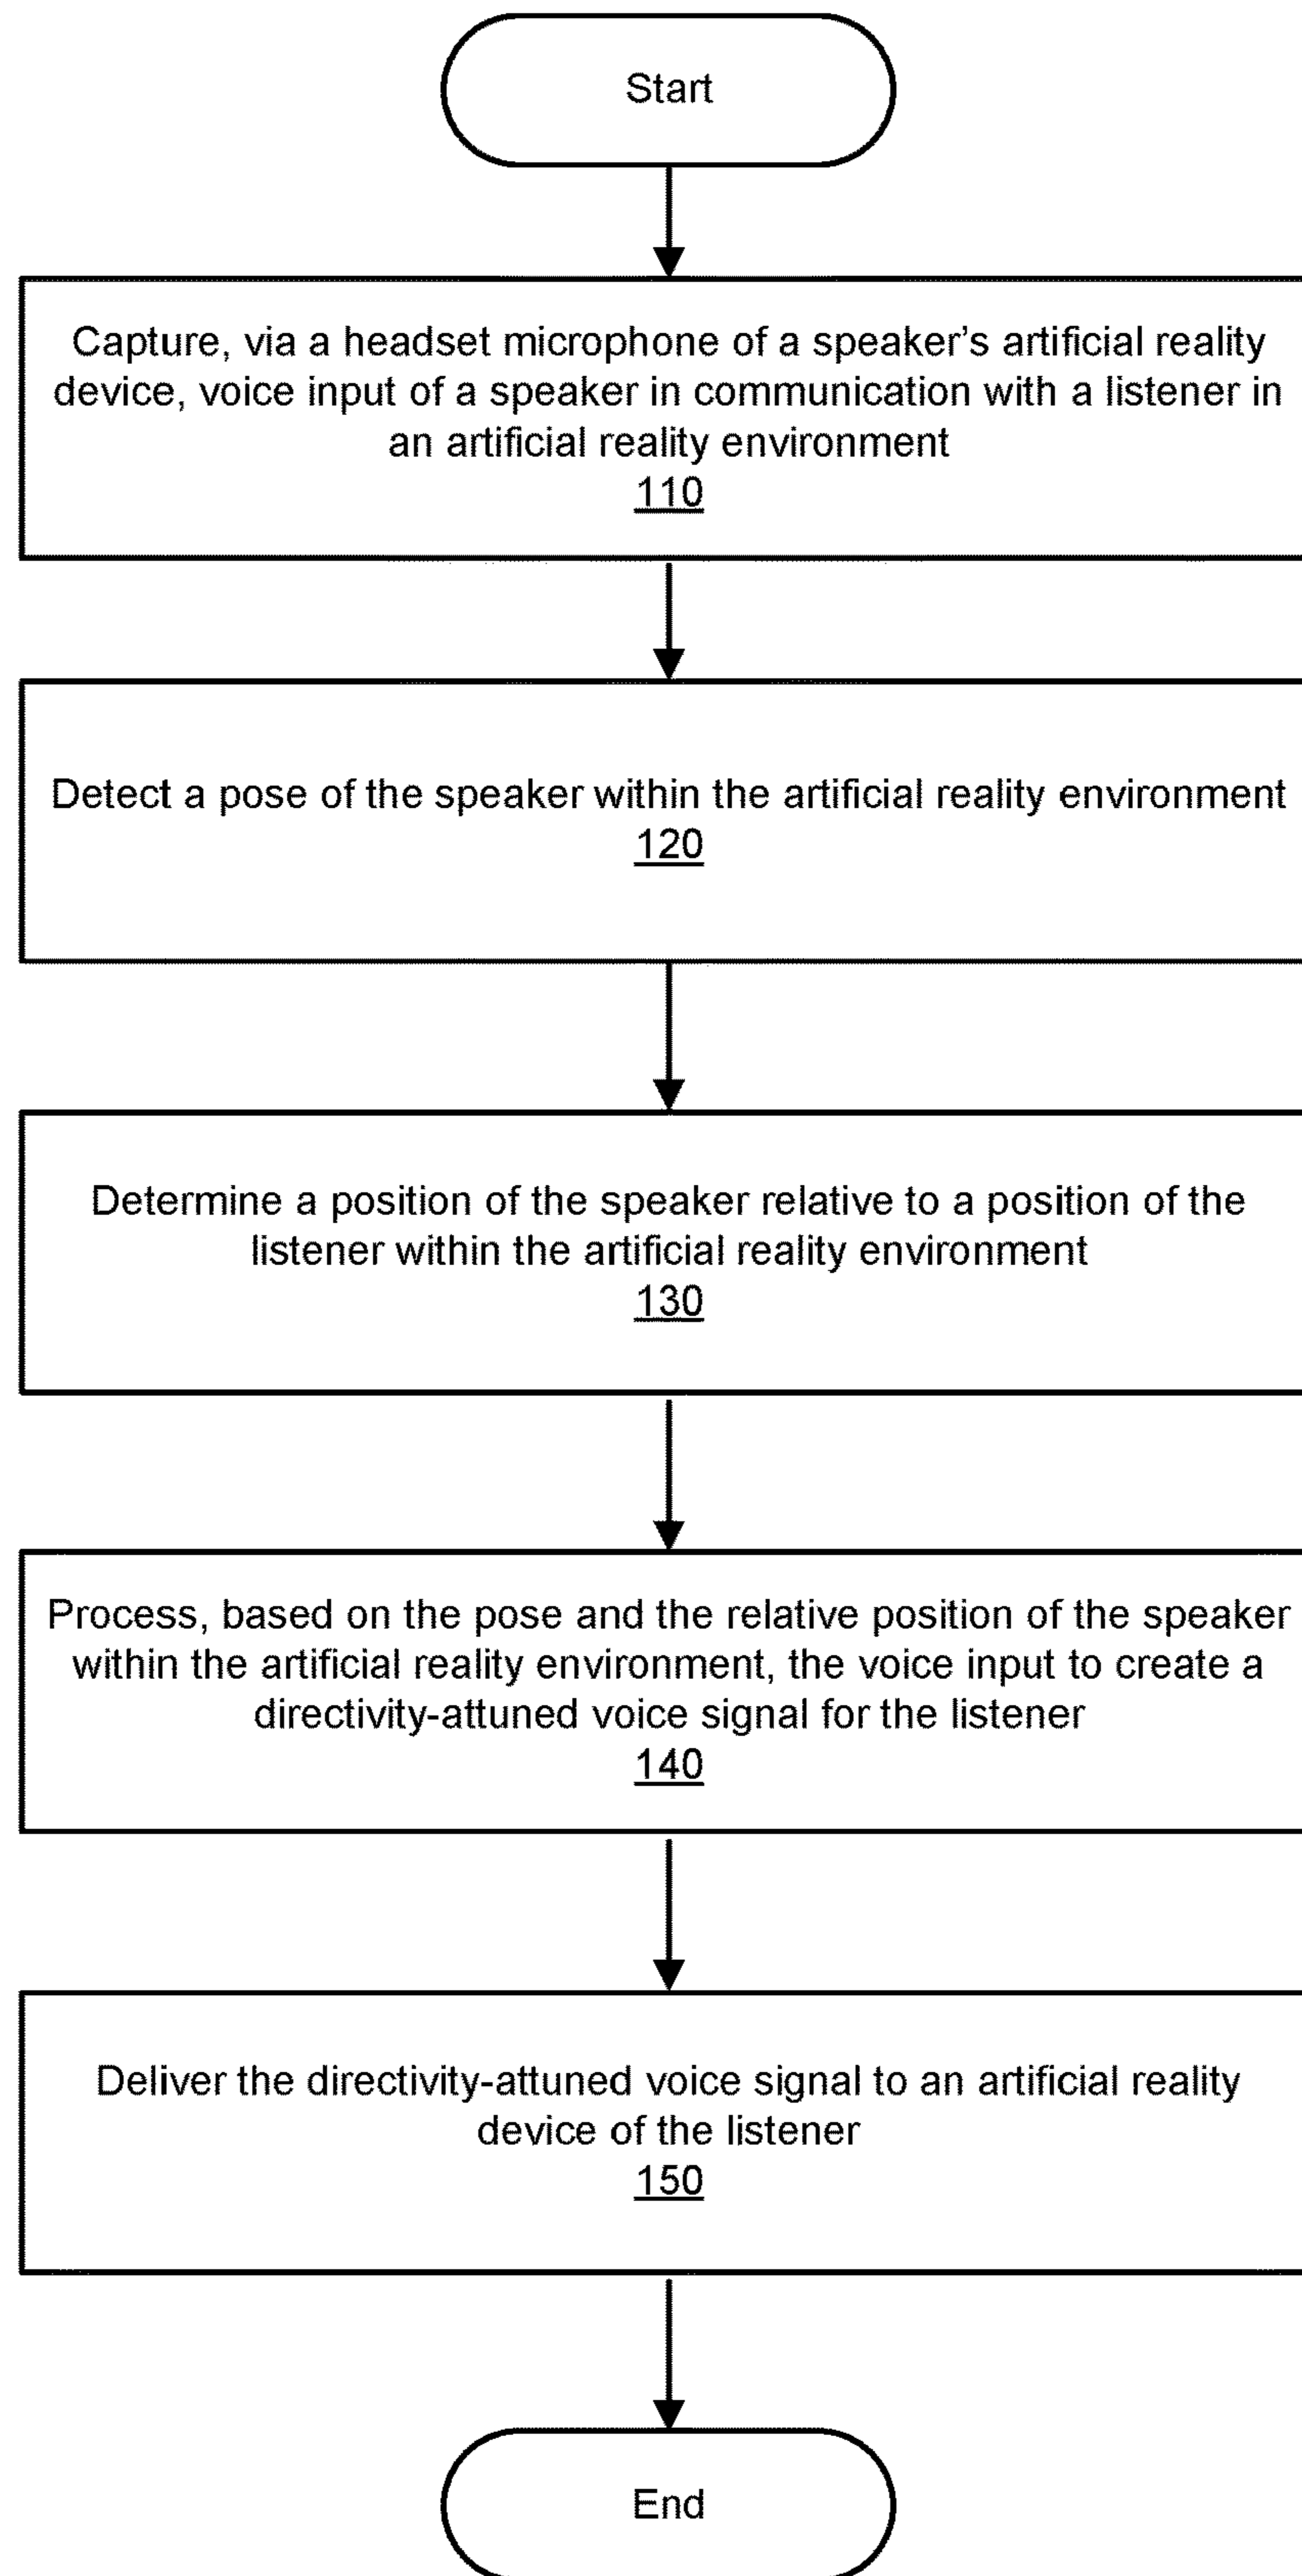 Start
Capture, via a headset microphone of a speaker’s artificial reality
device, voice input of a speaker in communication with a listener in
an artificial reality environment
110
Detect a pose of the speaker within the artificial reality environment
120
Determine a position of the speaker relative to a position of the
listener within the artificial reality environment
130
Process, based on the pose and the relative position of the speaker
within the artificial reality environment, the voice input to create a
directivity-attuned voice signal for the listener
140
Deliver the directivity-attuned voice signal to an artificial reality
device of the listener
150
End